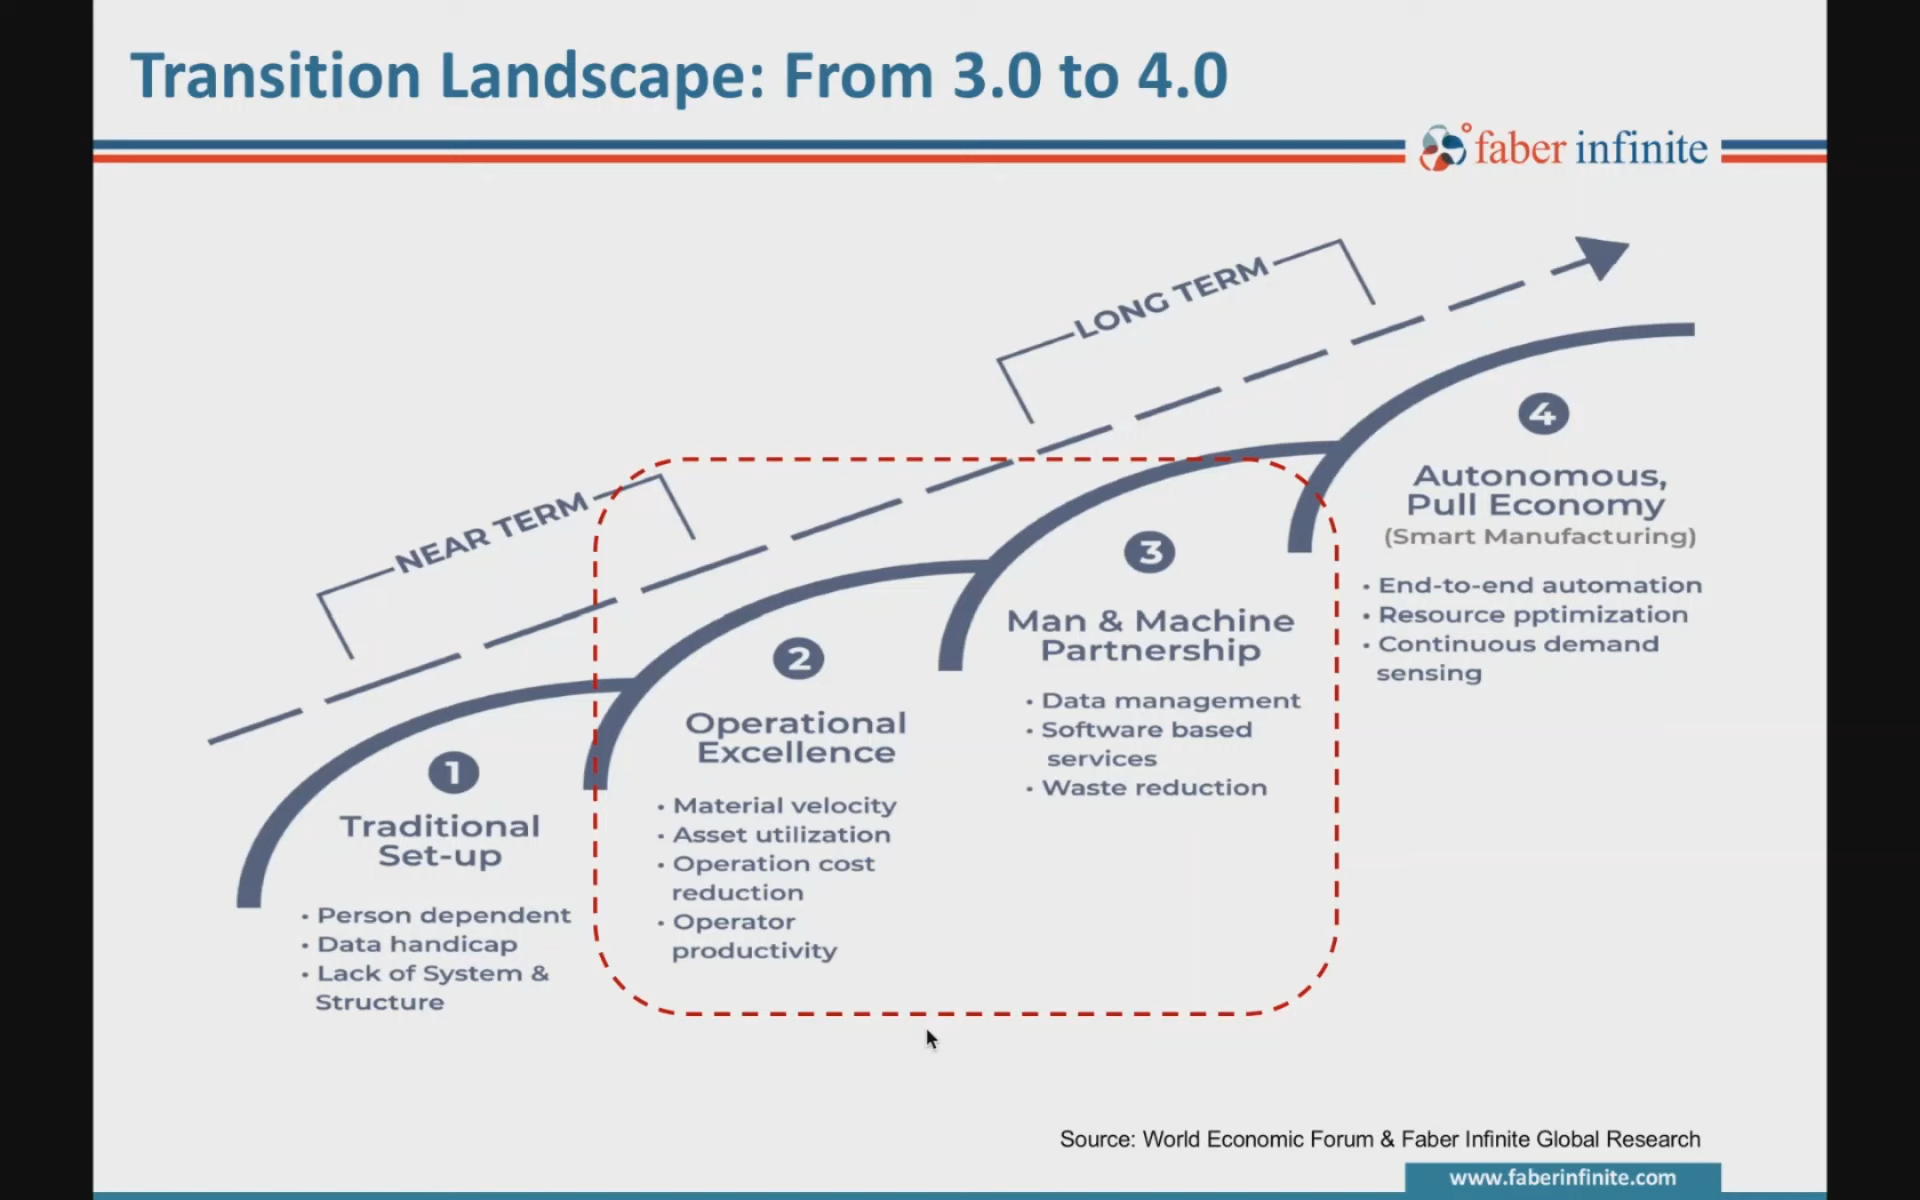 Transition Landscape: From 3.0 to 4.0
faber infinite
NEAR TERM
LONG TERM
1
Traditional
Set-up
• Person dependent
• Data handicap
• Lack of System &
Structure
2
Operational
Excellence
• Material velocity
• Asset utilization
• Operation cost
reduction
• Operator
productivity
3
Man & Machine
Partnership
• Data management
• Software based
services
• Waste reduction
4
Autonomous,
Pull Economy
(Smart Manufacturing)
• End-to-end automation
• Resource pptimization
• Continuous demand
sensing
Source: World Economic Forum & Faber Infinite Global Research
www.faberinfinite.com